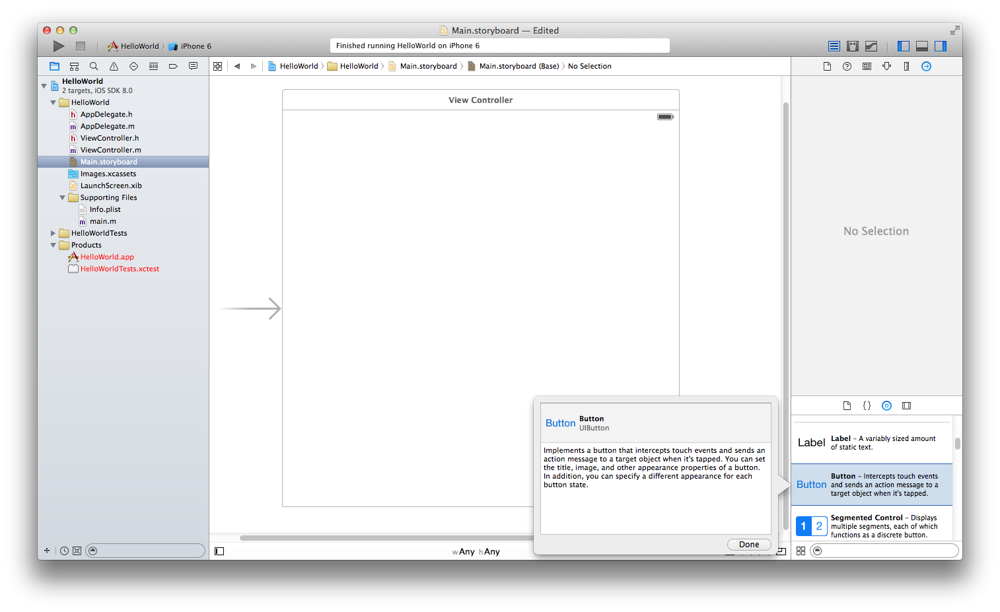 Main.storyboard — Edited
HelloWorld iPhone 6
Finished running HelloWorld on iPhone 6
HelloWorld HelloWorld Main.storyboard Main.storyboard (Base) No Selection
HelloWorld
2 targets, iOS SDK 8.0
HelloWorld
AppDelegate.h
AppDelegate.m
ViewController.h
ViewController.m
Main.storyboard
Images.xcassets
LaunchScreen.xib
Supporting Files
Info.plist
main.m
HelloWorldTests
Products
HelloWorld.app
HelloWorldTests.xctest
View Controller
wAny hAny
Button
Button
UIButton
Implements a button that intercepts touch events and sends an
action message to a target object when it's tapped. You can set
the title, image, and other appearance properties of a button.
In addition, you can specify a different appearance for each
button state.
Done
No Selection
Label
Label – A variably sized amount
of static text.
Button
Button – Intercepts touch events
and sends an action message to a
target object when it's tapped.
1 2
Segmented Control – Displays
multiple segments, each of which
functions as a discrete button.